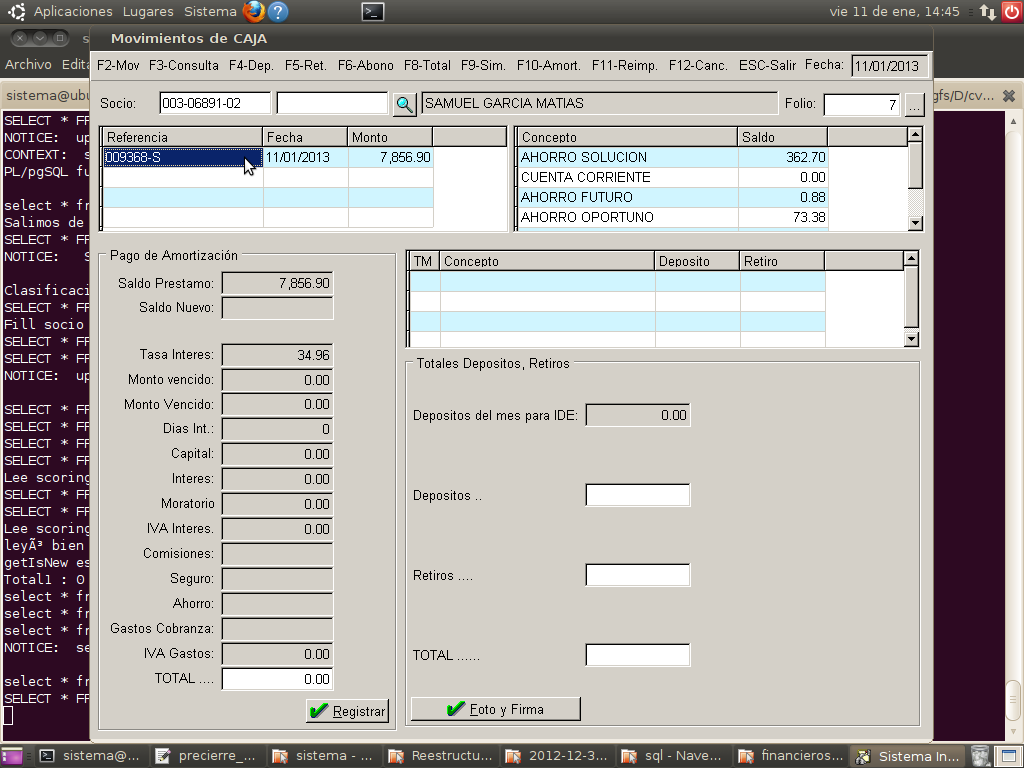 Aplicaciones Lugares Sistema ? vie 11 de ene, 14:45
Movimientos de CAJA
Archivo Edita
F2-Mov F3-Consulta F4-Dep. F5-Ret. F6-Abono F8-Total F9-Sim. F10-Amort. F11-Reimp. F12-Canc. ESC-Salir Fecha: 11/01/2013
sistema@ubu
gfs/D/cv...
Socio: 003-06891-02 SAMUEL GARCIA MATIAS Folio: 7 ...
Referencia Fecha Monto
009368-S 11/01/2013 7,856.90
Concepto Saldo
AHORRO SOLUCION 362.70
CUENTA CORRIENTE 0.00
AHORRO FUTURO 0.88
AHORRO OPORTUNO 73.38
Pago de Amortización
Saldo Prestamo: 7,856.90
Saldo Nuevo:
Tasa Interes: 34.96
Monto vencido: 0.00
Monto Vencido: 0.00
Dias Int.: 0
Capital: 0.00
Interes: 0.00
Moratorio 0.00
IVA Interes. 0.00
Comisiones:
Seguro:
Ahorro:
Gastos Cobranza:
IVA Gastos: 0.00
TOTAL .... 0.00
Registrar
TM Concepto Deposito Retiro
Totales Depositos, Retiros
Depositos del mes para IDE: 0.00
Depositos ..
Retiros ....
TOTAL ......
Foto y Firma
SELECT * FF
NOTICE: up
CONTEXT: s
PL/pgSQL fu
select * fr
Salimos de
SELECT * FF
NOTICE: S
Clasificaci
SELECT * FF
Fill socio
SELECT * FF
SELECT * FF
NOTICE: up
SELECT * FF
SELECT * FF
SELECT * FF
SELECT * FF
Lee scoring
SELECT * FF
SELECT * FF
Lee scoring
leyÃ³ bien
getIsNew es
Total1 : 0
select * fr
select * fr
select * fr
NOTICE: se
select * fr
SELECT * FF
sistema@... precierre_... sistema - ... Reestructu... 2012-12-3... sql - Nave... financieros... Sistema In...